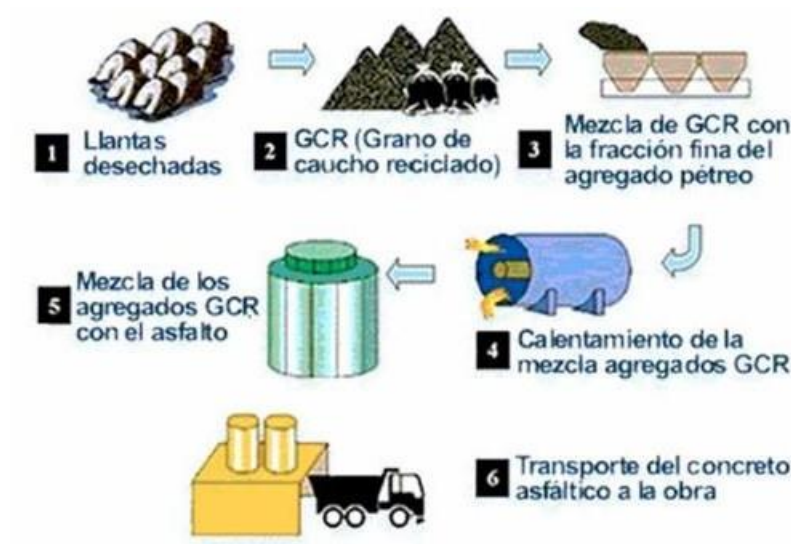 1 Llantas
desechadas
2 GCR (Grano de
caucho reciclado)
3 Mezcla de GCR con
la fracción fina del
agregado pétreo
4 Calentamiento de la
mezcla agregados GCR
5 Mezcla de los
agregados GCR
con el asfalto
6 Transporte del concreto
asfáltico a la obra